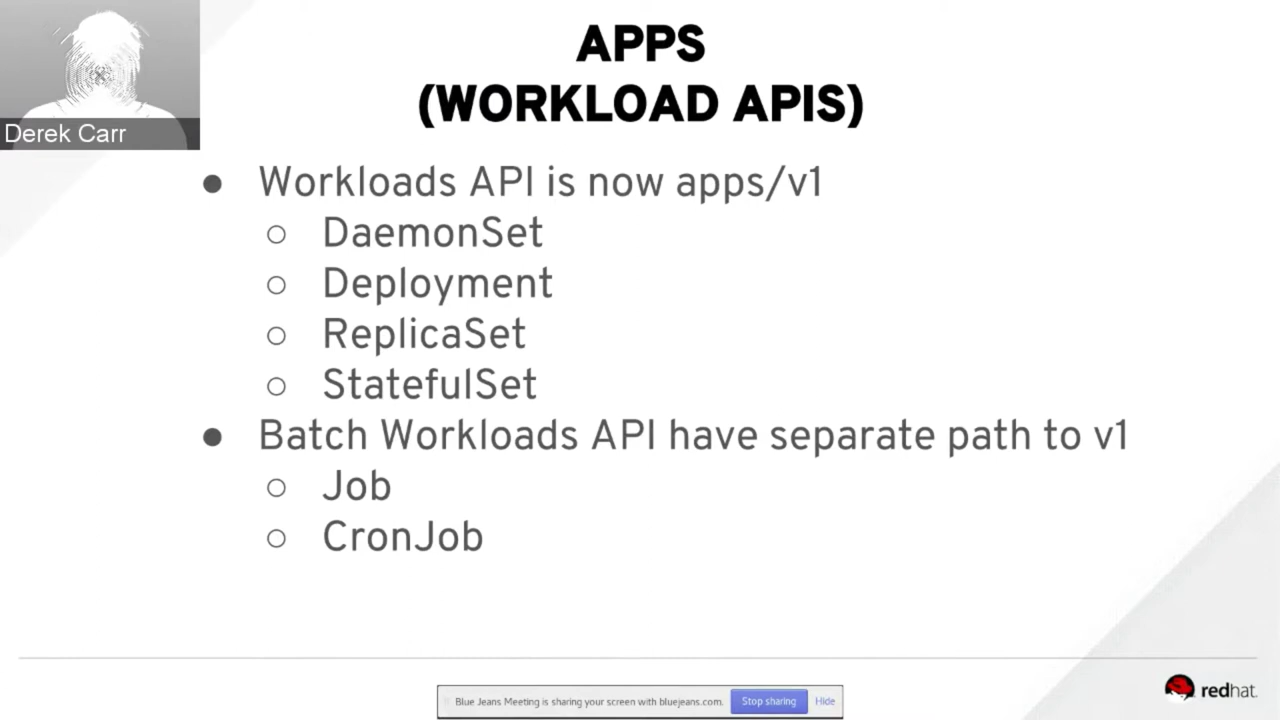 Derek Carr
APPS
(WORKLOAD APIS)
● Workloads API is now apps/v1
○ DaemonSet
○ Deployment
○ ReplicaSet
○ StatefulSet
● Batch Workloads API have separate path to v1
○ Job
○ CronJob
redhat.
Blue Jeans Meeting is sharing your screen with bluejeans.com. Stop sharing Hide